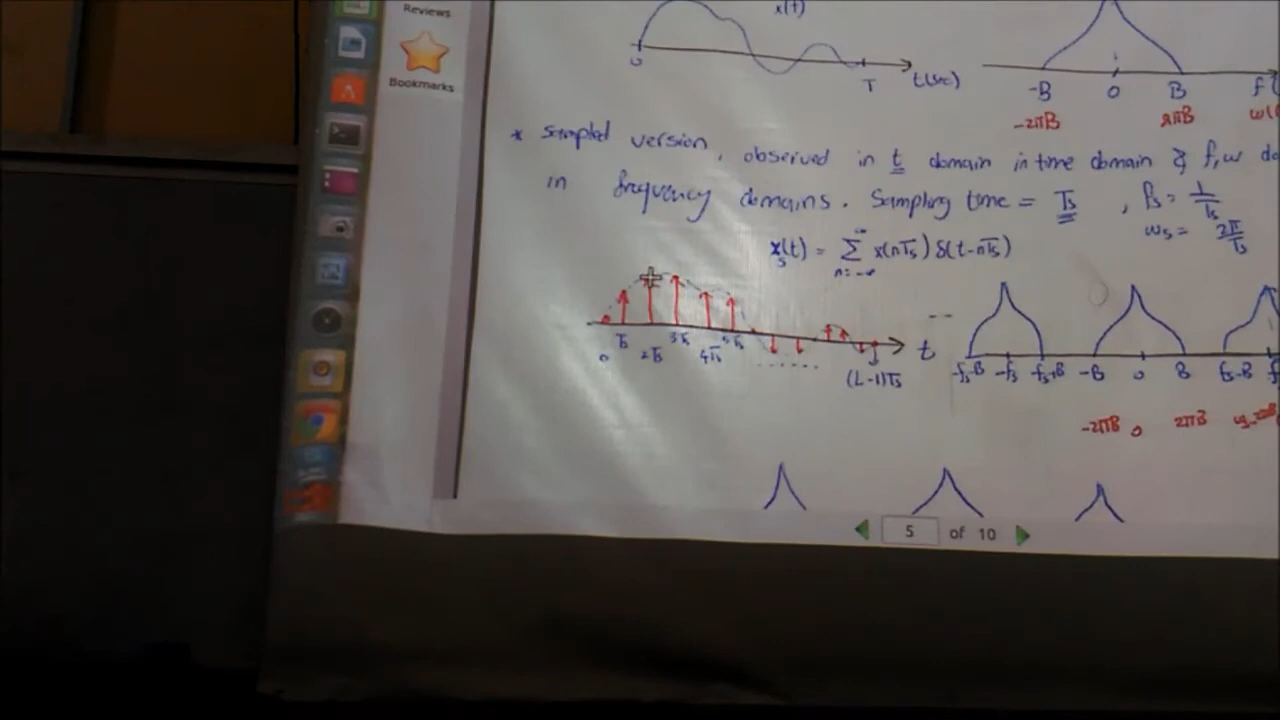 Reviews
Bookmarks
x(t)
0 T t(sec)
-B 0 B
-2πB 2πB
* Sampled version, observed in t domain in time domain & f, w do
in frequency domains. Sampling time = Ts , fs = 1/Ts
ws = 2π/Ts
xs(t) = ∑ x(nTs) δ(t-nTs)
n=-∞
0 Ts 2Ts 3Ts 4Ts 5Ts ...... (L-1)Ts t
-- -fs-B -fs -fs+B -B 0 B fs-B
-2πB 0 2πB
5 of 10